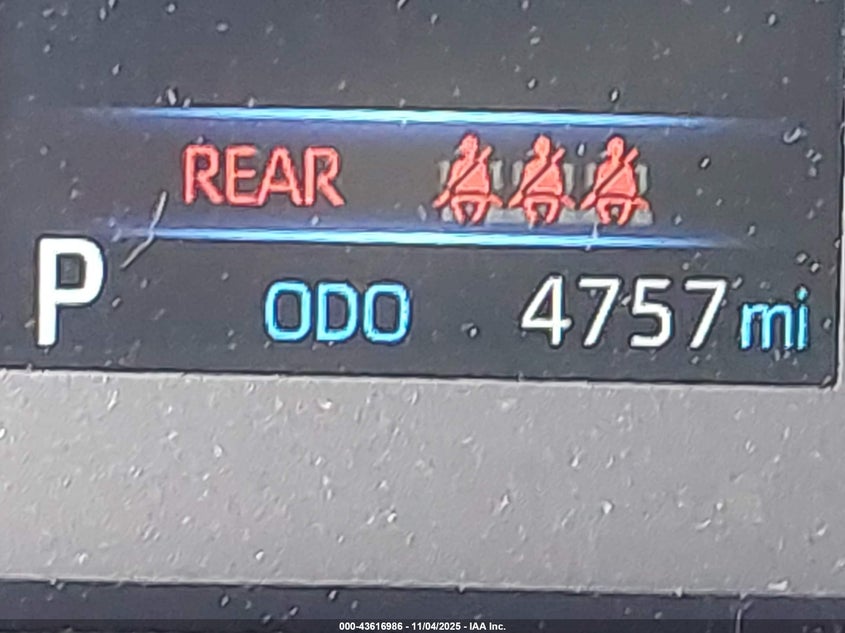 REAR
P
ODO 4757 mi
000-43616986 - 11/04/2025 - IAA Inc.